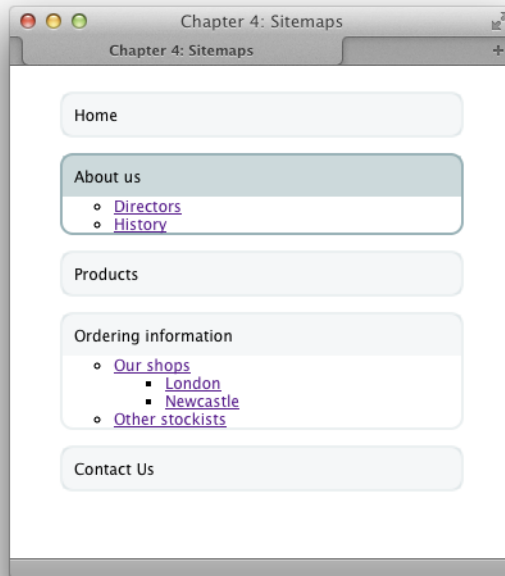 Chapter 4: Sitemaps
Chapter 4: Sitemaps
Home
About us
Directors
History
Products
Ordering information
Our shops
London
Newcastle
Other stockists
Contact Us